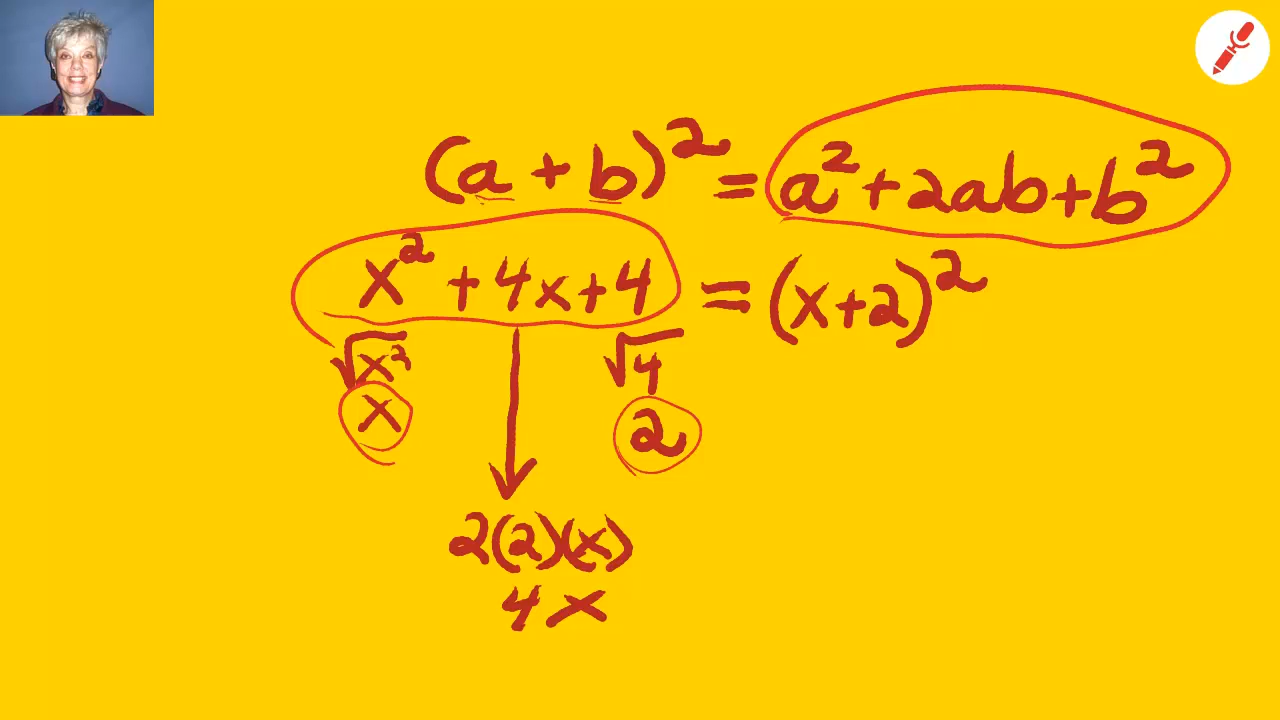 (a + b)² = a² + 2ab + b²
x² + 4x + 4 = (x + 2)²
√x² √4
x 2
2(2)(x)
4x